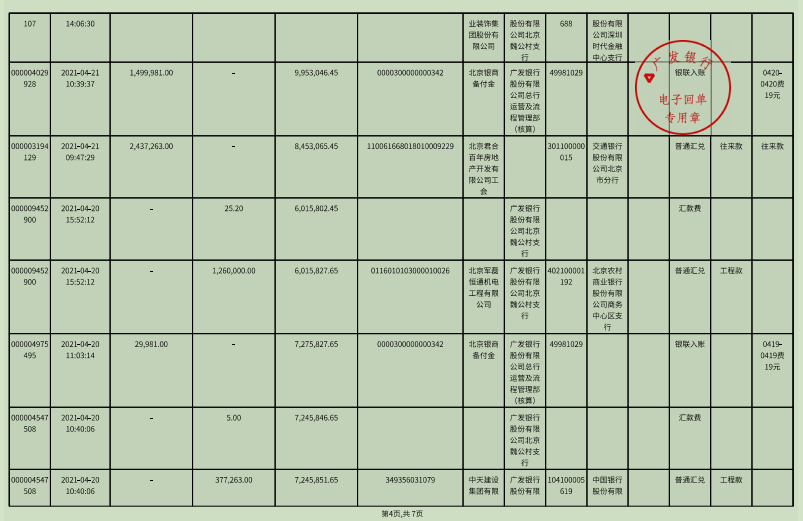 107 14:06:30 业装饰集 股份有限 688 股份有限
团股份有 公司北京 公司深圳
限公司 魏公村支 时代金融
行 中心支行
000004029 2021-04-21 1,499,981.00 – 9,953,046.45 0000300000000342 北京银商 广发银行 49981029 银联入账 0420-
928 10:39:37 备付金 股份有限 0420费
公司总行 19元
运营及流
程管理部
（核算）
广发银行
电子回单
专用章
000003194 2021-04-21 2,437,263.00 – 8,453,065.45 110061668018010009229 北京君合 301100000 交通银行 普通汇兑 往来款 往来款
129 09:47:29 百年房地 015 股份有限
产开发有 公司北京
限公司工 市分行
会
000009452 2021-04-20 – 25.20 6,015,802.45 广发银行 汇款费
900 15:52:12 股份有限
公司北京
魏公村支
行
000009452 2021-04-20 – 1,260,000.00 6,015,827.65 0116010103000010026 北京军磊 广发银行 402100001 北京农村 普通汇兑 工程款
900 15:52:12 恒通机电 股份有限 192 商业银行
工程有限 公司北京 股份有限
公司 魏公村支 公司商务
行 中心区支
行
000004975 2021-04-20 29,981.00 – 7,275,827.65 0000300000000342 北京银商 广发银行 49981029 银联入账 0419-
495 11:03:14 备付金 股份有限 0419费
公司总行 19元
运营及流
程管理部
（核算）
000004547 2021-04-20 – 5.00 7,245,846.65 广发银行 汇款费
508 10:40:06 股份有限
公司北京
魏公村支
行
000004547 2021-04-20 – 377,263.00 7,245,851.65 349356031079 中天建设 广发银行 104100005 中国银行 普通汇兑 工程款
508 10:40:06 集团有限 股份有限 619 股份有限
第4页,共 7页